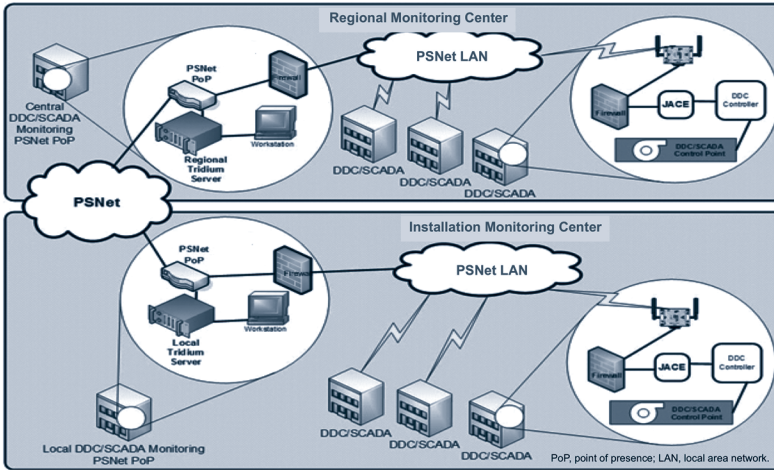 Regional Monitoring Center
PSNet
PoP
Firewall
PSNet LAN
Central
DDC/SCADA
Monitoring
PSNet PoP
Regional
Tridium
Server
Workstation
DDC/SCADA
DDC/SCADA
DDC/SCADA
Firewall
JACE
DDC
Controller
DDC/SCADA
Control Point
PSNet
Installation Monitoring Center
PSNet
PoP
Firewall
PSNet LAN
Local
Tridium
Server
Workstation
Local DDC/SCADA Monitoring
PSNet PoP
DDC/SCADA
DDC/SCADA
DDC/SCADA
Firewall
JACE
DDC
Controller
DDC/SCADA
Control Point
PoP, point of presence; LAN, local area network.